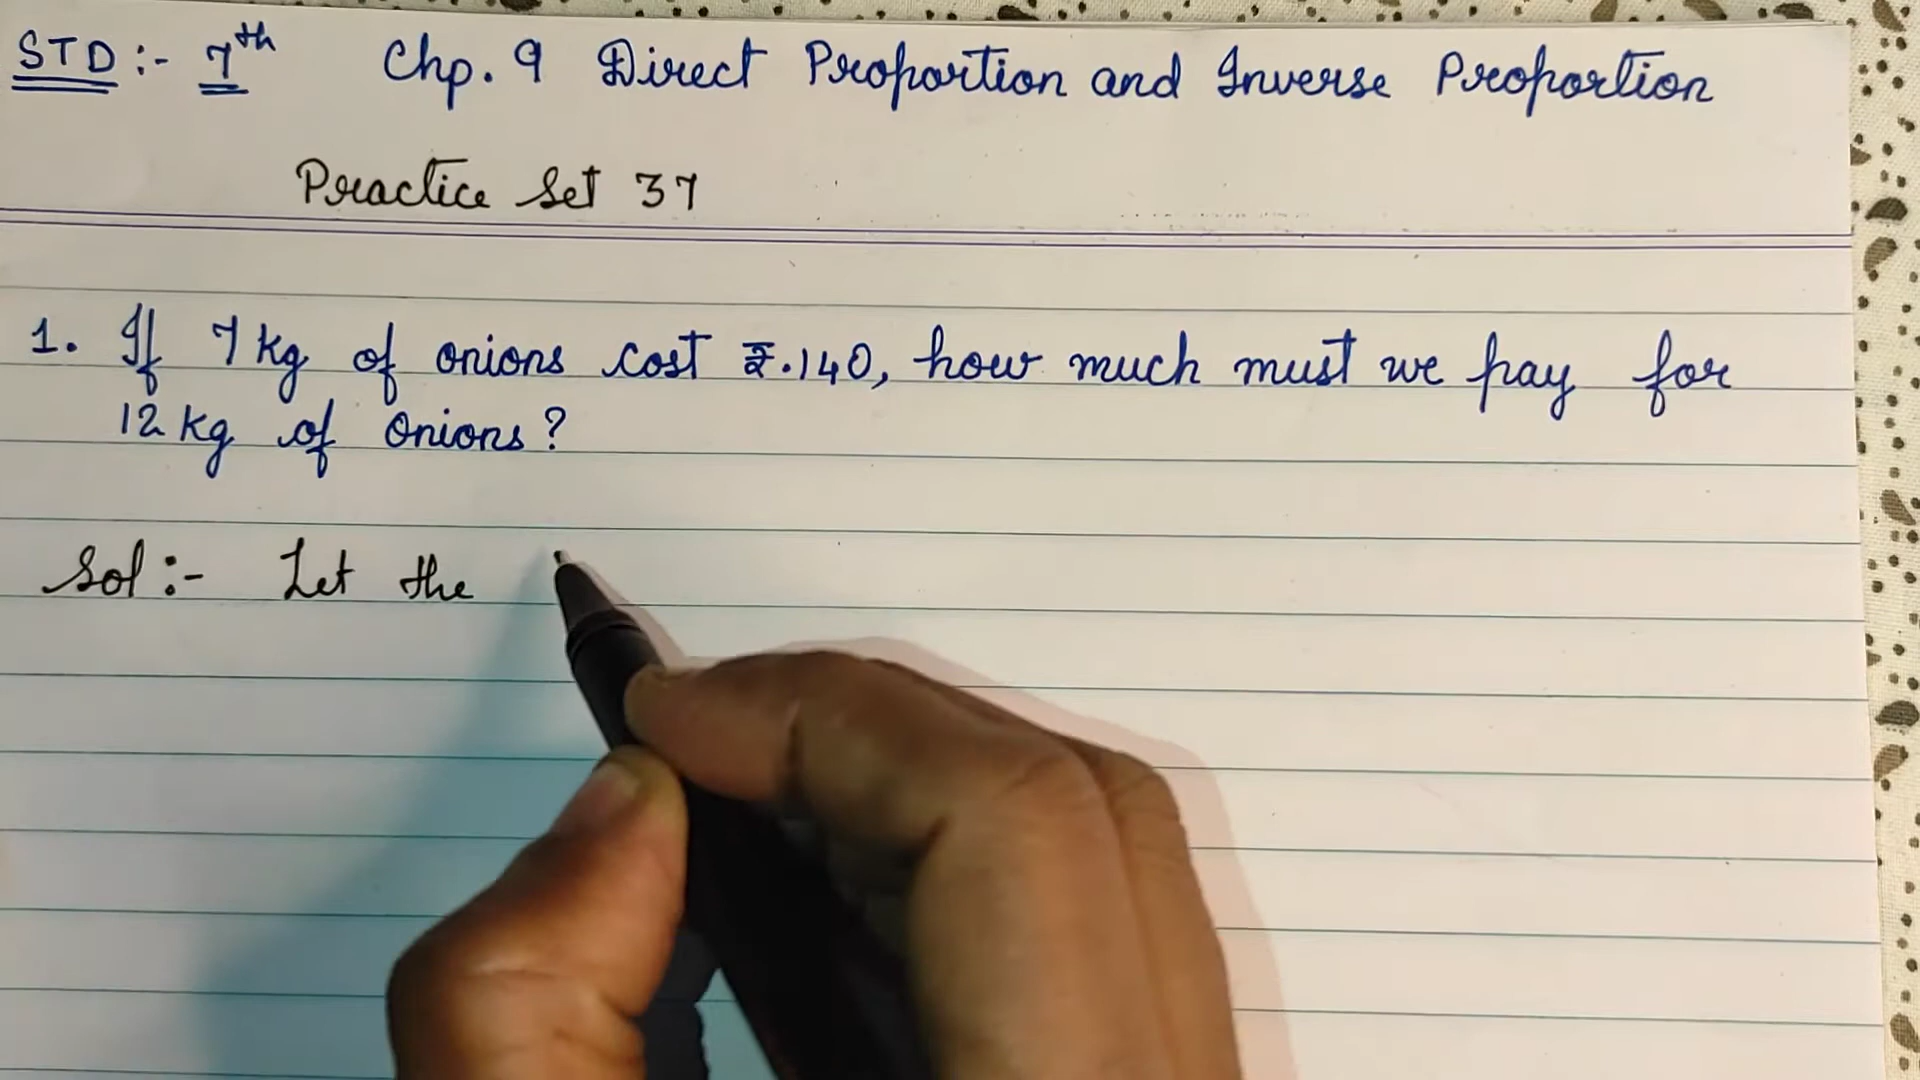 STD :- 7th Chp. 9 Direct Proportion and Inverse Proportion
Practice Set 37
1. If 7 kg of onions cost ₹.140, how much must we pay for
12 kg of onions?
Sol :- Let the